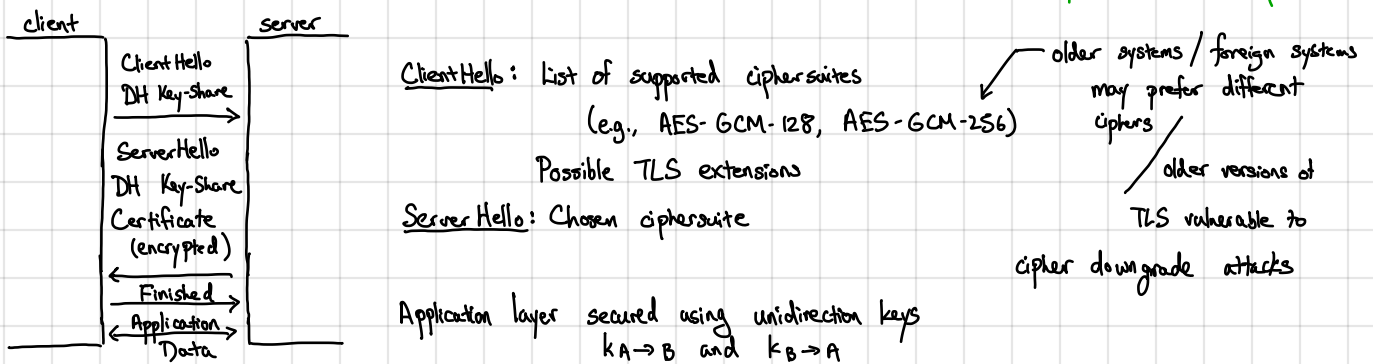 client
server
ClientHello
DH Key-Share
ServerHello
DH Key-Share
Certificate
(encrypted)
Finished
Application
Data
ClientHello: List of supported ciphersuites
(e.g., AES-GCM-128, AES-GCM-256)
Possible TLS extensions
ServerHello: Chosen ciphersuite
Application layer secured using unidirection keys
kA→B and kB→A
older systems / foreign systems
may prefer different
ciphers
older versions of
TLS vulnerable to
cipher downgrade attacks